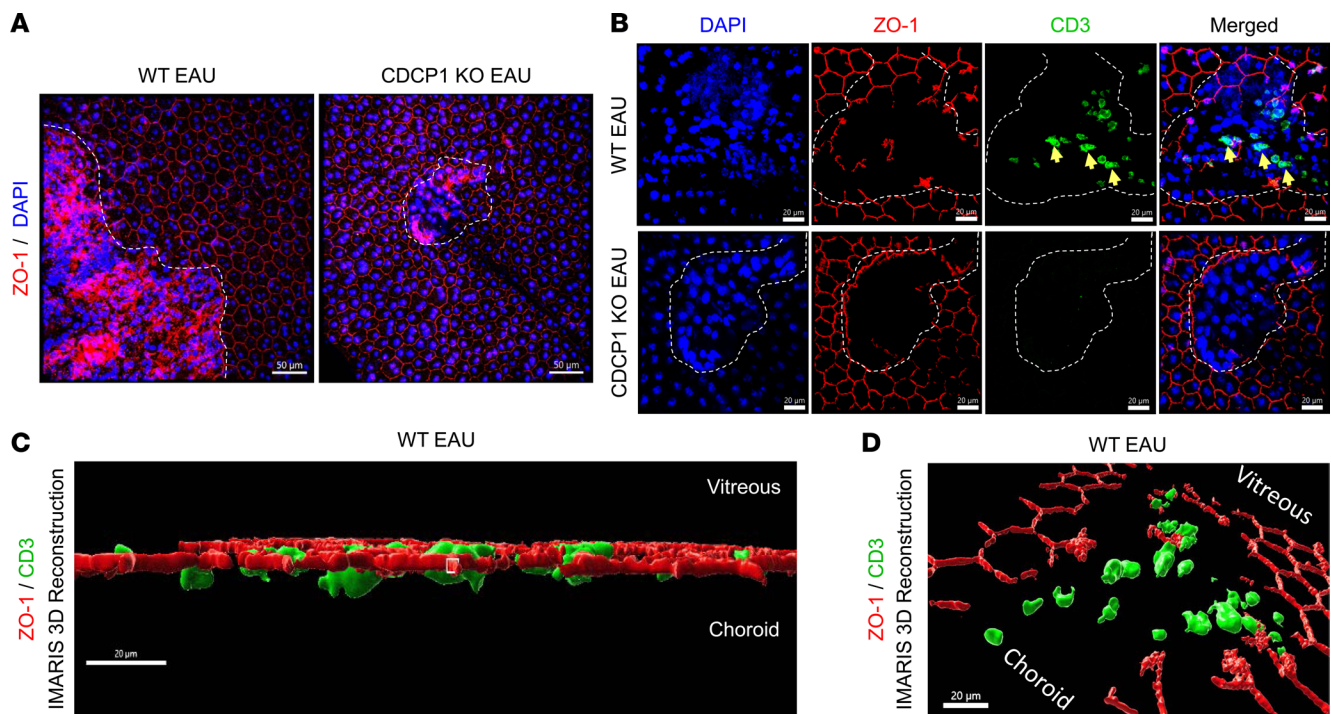 A
WT EAU
CDCP1 KO EAU
ZO-1 / DAPI
50 µm
50 µm
B
DAPI
ZO-1
CD3
Merged
WT EAU
20 µm
20 µm
20 µm
20 µm
CDCP1 KO EAU
20 µm
20 µm
20 µm
20 µm
C
WT EAU
ZO-1 / CD3
IMARIS 3D Reconstruction
Vitreous
Choroid
20 µm
D
WT EAU
ZO-1 / CD3
IMARIS 3D Reconstruction
Vitreous
Choroid
20 µm